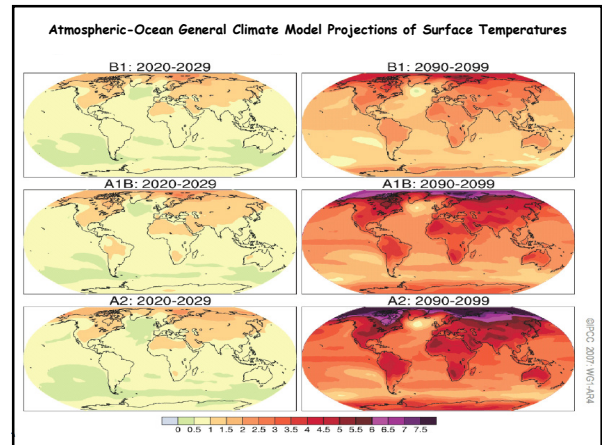 Atmospheric-Ocean General Climate Model Projections of Surface Temperatures
B1: 2020-2029
B1: 2090-2099
A1B: 2020-2029
A1B: 2090-2099
A2: 2020-2029
A2: 2090-2099
0 0.5 1 1.5 2 2.5 3 3.5 4 4.5 5 5.5 6 6.5 7 7.5
©IPCC 2007: WG1-AR4